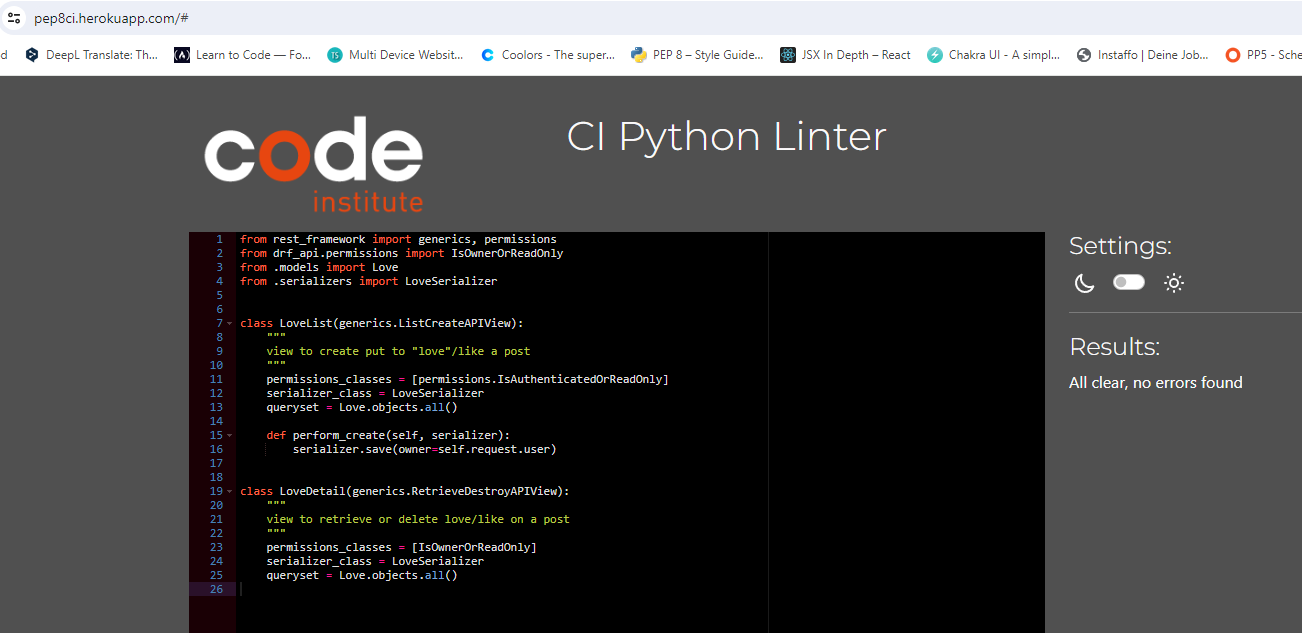 pep8ci.herokuapp.com/#
d DeepL Translate: Th... (A) Learn to Code — Fo... TS Multi Device Websit... C Coolors - The super... PEP 8 – Style Guide... JSX In Depth – React Chakra UI - A simpl... Instaffo | Deine Job... PP5 - Sche
code
institute
CI Python Linter
1 from rest_framework import generics, permissions
2 from drf_api.permissions import IsOwnerOrReadOnly
3 from .models import Love
4 from .serializers import LoveSerializer
5
6
7 class LoveList(generics.ListCreateAPIView):
8 """
9 view to create put to "love"/like a post
10 """
11 permissions_classes = [permissions.IsAuthenticatedOrReadOnly]
12 serializer_class = LoveSerializer
13 queryset = Love.objects.all()
14
15 def perform_create(self, serializer):
16 serializer.save(owner=self.request.user)
17
18
19 class LoveDetail(generics.RetrieveDestroyAPIView):
20 """
21 view to retrieve or delete love/like on a post
22 """
23 permissions_classes = [IsOwnerOrReadOnly]
24 serializer_class = LoveSerializer
25 queryset = Love.objects.all()
26
Settings:
Results:
All clear, no errors found